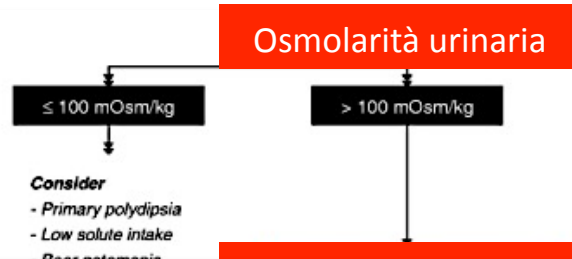 Osmolarità urinaria
≤ 100 mOsm/kg
> 100 mOsm/kg
Consider
- Primary polydipsia
- Low solute intake